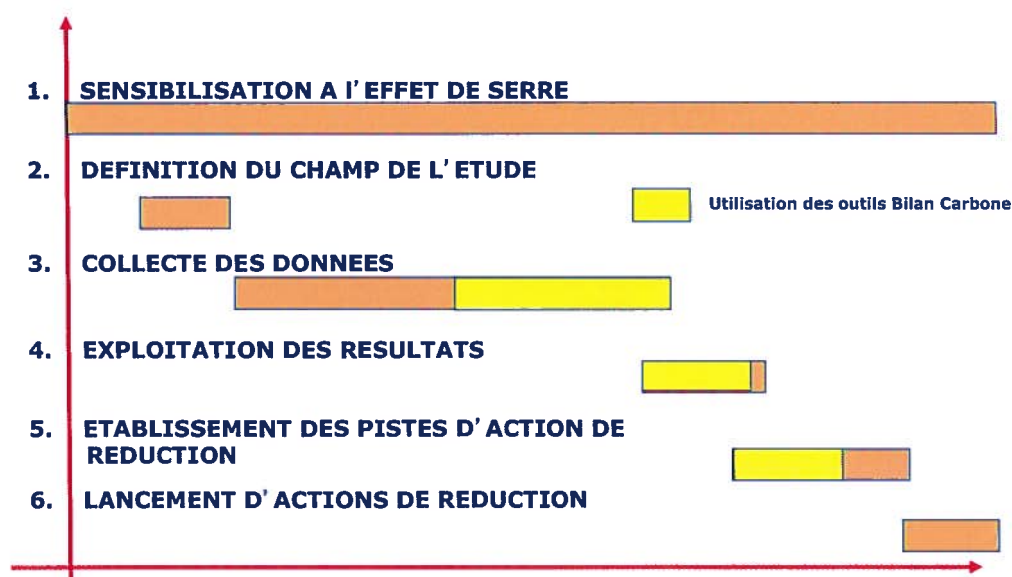 1. SENSIBILISATION A l' EFFET DE SERRE
2. DEFINITION DU CHAMP DE L' ETUDE
Utilisation des outils Bilan Carbone
3. COLLECTE DES DONNEES
4. EXPLOITATION DES RESULTATS
5. ETABLISSEMENT DES PISTES D' ACTION DE
REDUCTION
6. LANCEMENT D' ACTIONS DE REDUCTION